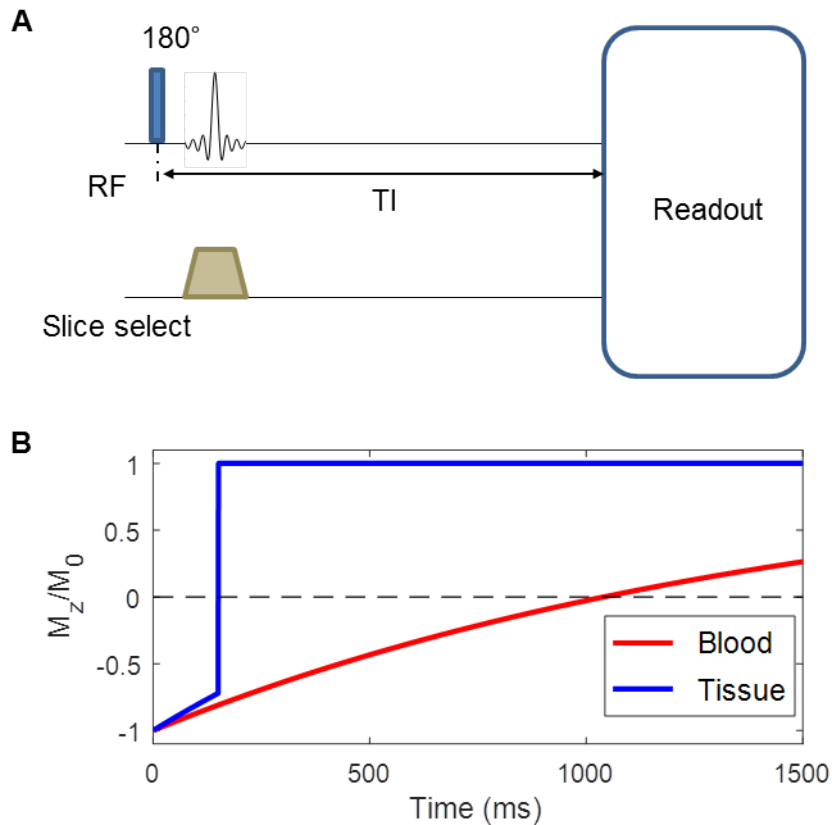 A
180°
RF
TI
Readout
Slice select
B
M_Z/M_0
1
0.5
0
-0.5
-1
Blood
Tissue
0
500
1000
1500
Time (ms)